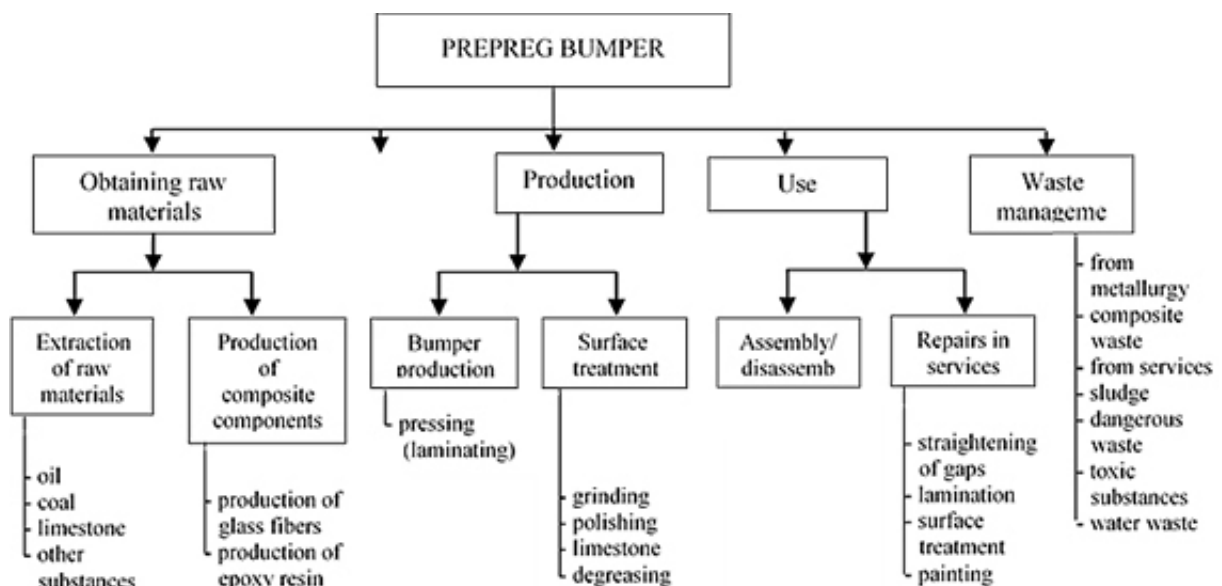 PREPREG BUMPER
Obtaining raw
materials
Production
Use
Waste
manageme
Extraction
of raw
materials
Production
of
composite
components
Bumper
production
Surface
treatment
Assembly/
disassemb
Repairs in
services
- oil
- coal
- limestone
- other
substances
- production of
glass fibers
- production of
epoxy resin
- pressing
(laminating)
- grinding
- polishing
- limestone
- degreasing
- straightening
of gaps
- lamination
- surface
treatment
- painting
- from
metallurgy
- composite
waste
- from services
- sludge
- dangerous
waste
- toxic
substances
- water waste